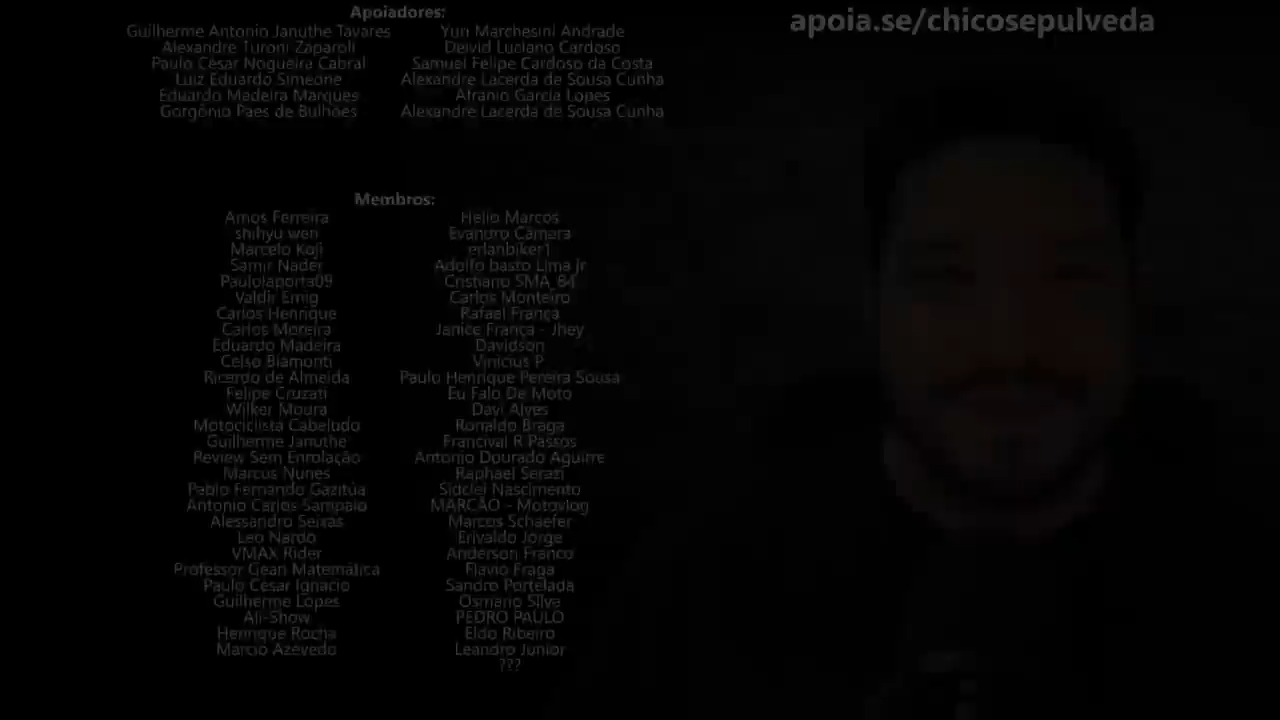 apoia.se/chicosepulveda
Apoiadores:
Guilherme Antonio Januthe Tavares Yuri Marchesini Andrade
Alexandre Turoni Zaparoli Deivid Luciano Cardoso
Paulo César Nogueira Cabral Samuel Felipe Cardoso da Costa
Luiz Eduardo Simeone Alexandre Lacerda de Sousa Cunha
Eduardo Madeira Marques Afranio Garcia Lopes
Gorgônio Paes de Bulhões Alexandre Lacerda de Sousa Cunha
Membros:
Amos Ferreira Helio Marcos
shihyu wen Evandro Câmara
Marcelo Koji erlanbiker1
Samir Nader Adolfo basto Lima Jr
Paulolaporta09 Cristiano SMA_84
Valdir Emig Carlos Monteiro
Carlos Henrique Rafael França
Carlos Moreira Janice França - Jhey
Eduardo Madeira Davidson
Celso Biamonti Vinicius P
Ricardo de Almeida Paulo Henrique Pereira Sousa
Felipe Cruzati Eu Falo De Moto
Wilker Moura Davi Alves
Motociclista Cabeludo Ronaldo Braga
Guilherme Januthe Francival R Passos
Review Sem Enrolação Antonio Dourado Aguirre
Marcus Nunes Raphael Serazi
Pablo Fernando Gazitúa Sidclei Nascimento
Antonio Carlos Sampaio MARCÃO - Motovlog
Alessandro Seixas Marcos Schaefer
Leo Nardo Erivaldo Jorge
VMAX Rider Anderson Franco
Professor Gean Matemática Flavio Fraga
Paulo Cesar Ignacio Sandro Portelada
Guilherme Lopes Osmano Silva
Ali-Show PEDRO PAULO
Henrique Rocha Eldo Ribeiro
Marcio Azevedo Leandro Junior
???